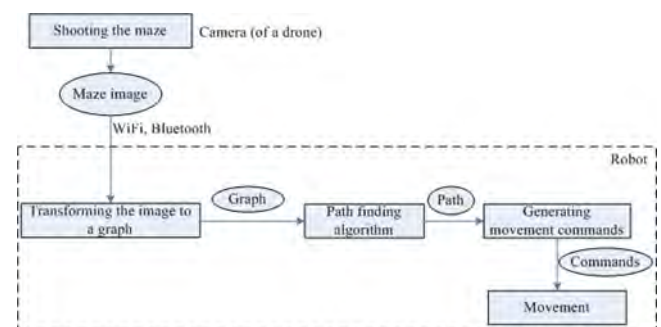 Shooting the maze
Camera (of a drone)
Maze image
WiFi, Bluetooth
Robot
Transforming the image to
a graph
Graph
Path finding
algorithm
Path
Generating
movement commands
Commands
Movement